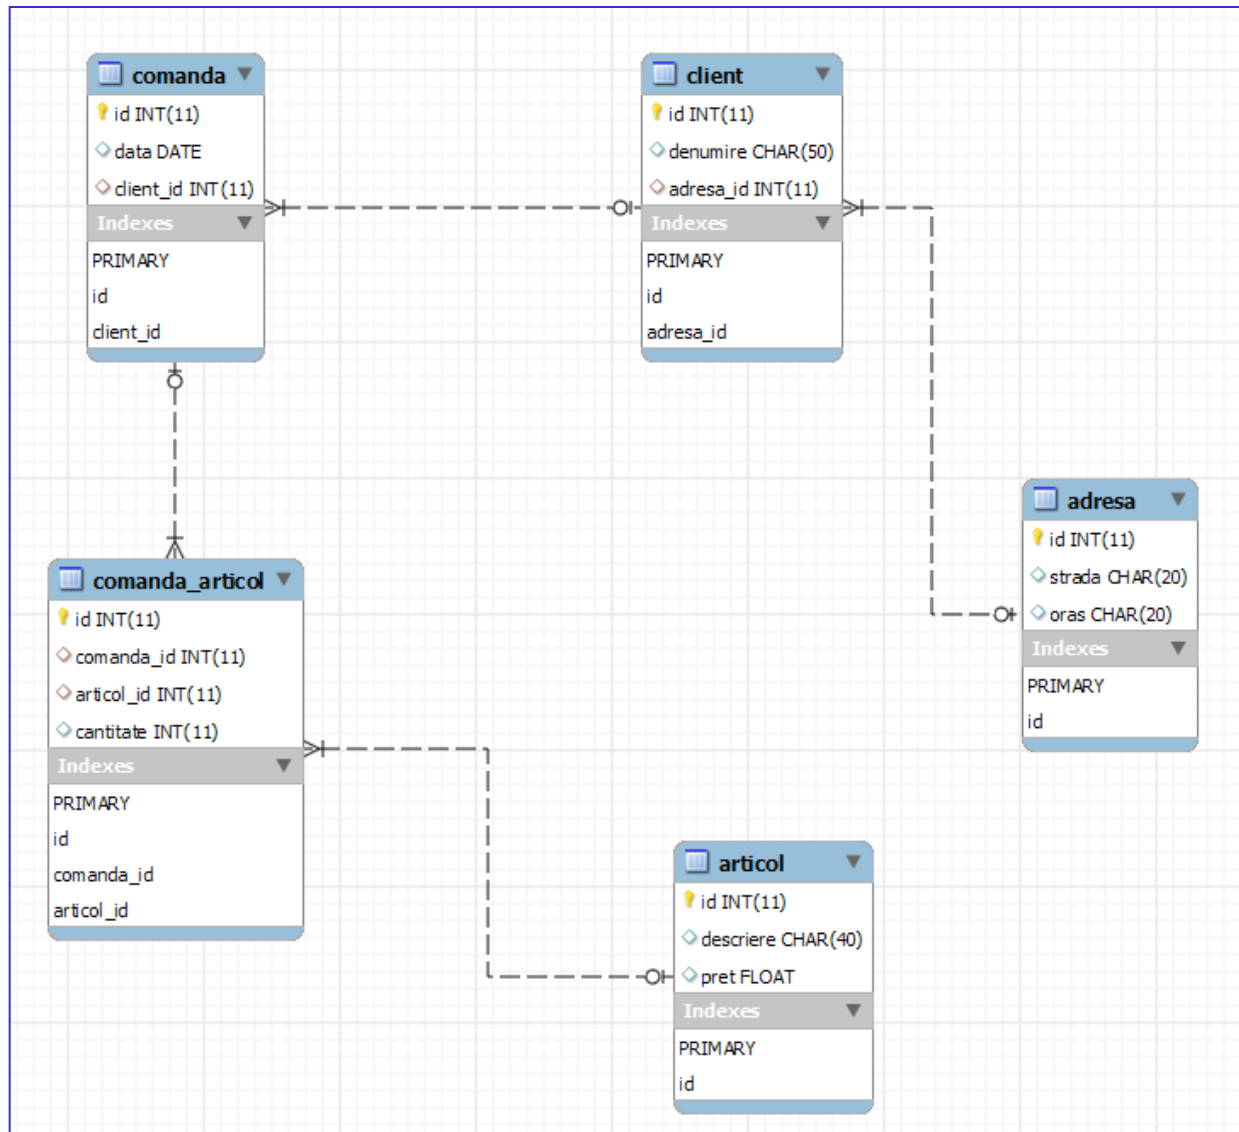 comanda
id INT(11)
data DATE
client_id INT(11)
Indexes
PRIMARY
id
client_id
client
id INT(11)
denumire CHAR(50)
adresa_id INT(11)
Indexes
PRIMARY
id
adresa_id
adresa
id INT(11)
strada CHAR(20)
oras CHAR(20)
Indexes
PRIMARY
id
comanda_articol
id INT(11)
comanda_id INT(11)
articol_id INT(11)
cantitate INT(11)
Indexes
PRIMARY
id
comanda_id
articol_id
articol
id INT(11)
descriere CHAR(40)
pret FLOAT
Indexes
PRIMARY
id